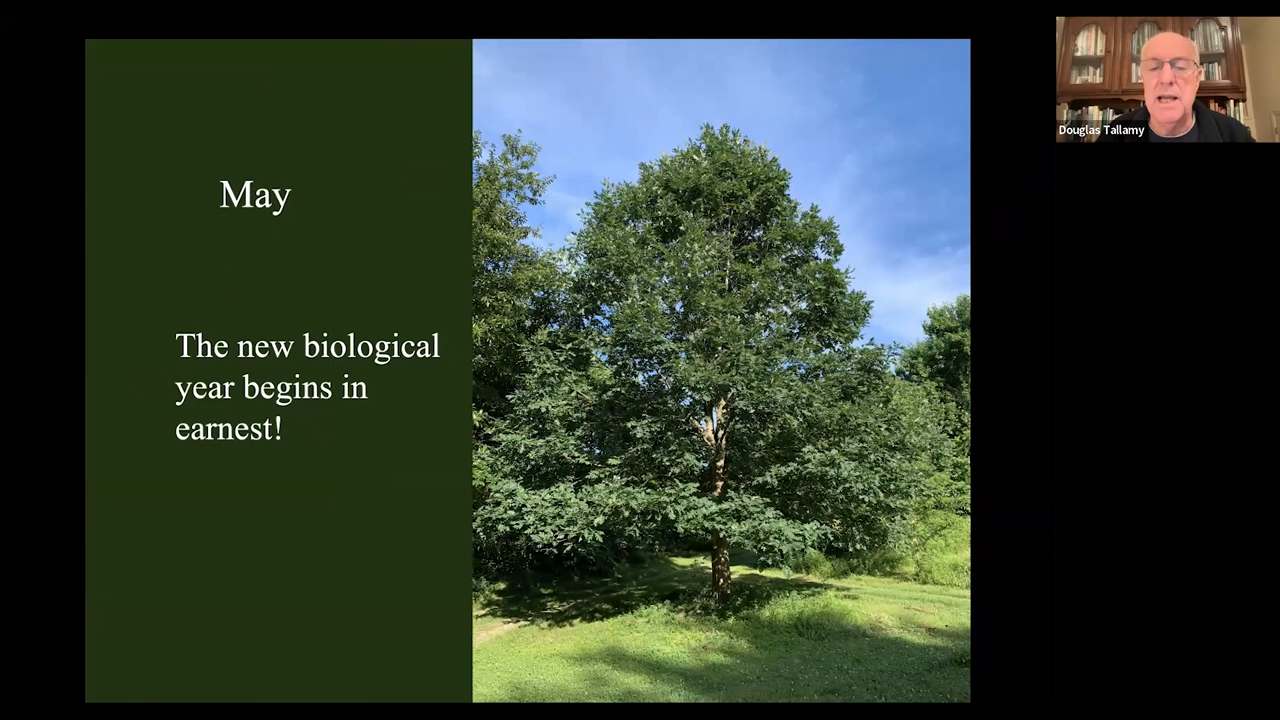 May
The new biological
year begins in
earnest!
Douglas Tallamy